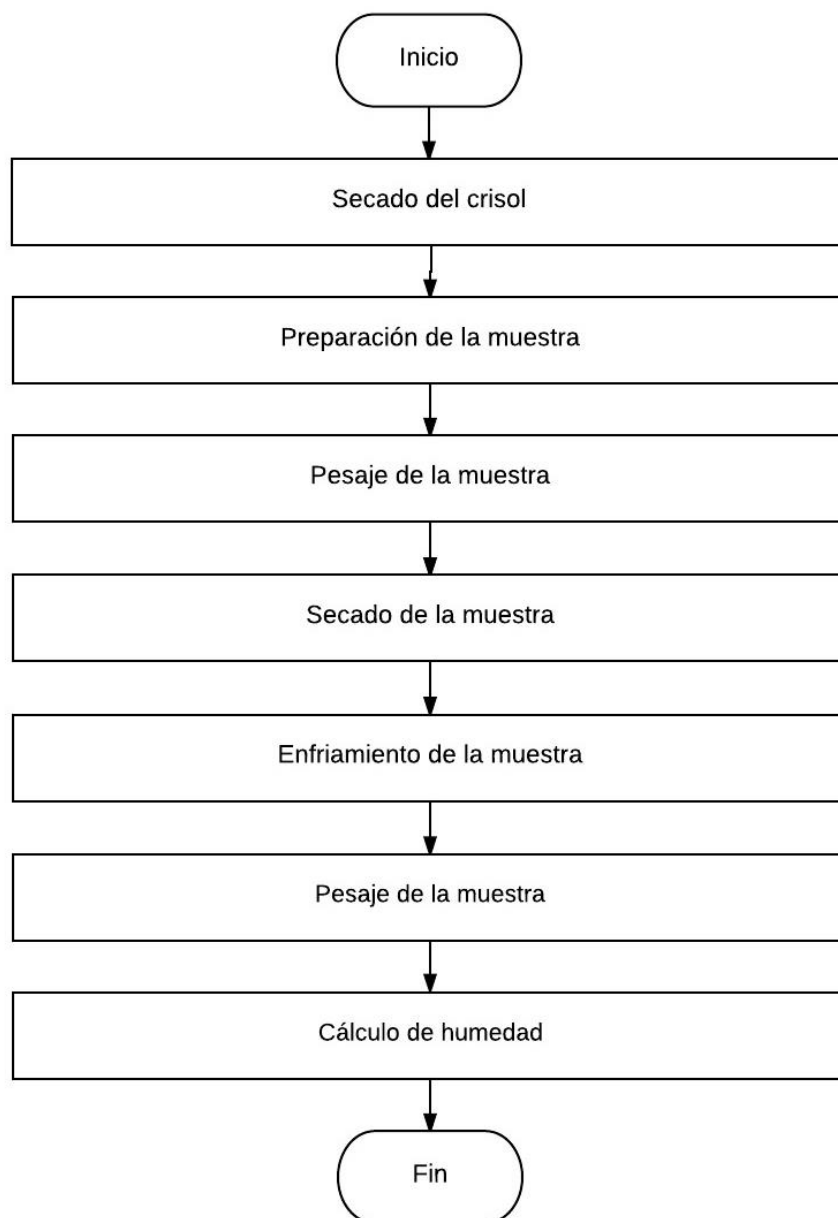 Inicio
Secado del crisol
Preparación de la muestra
Pesaje de la muestra
Secado de la muestra
Enfriamiento de la muestra
Pesaje de la muestra
Cálculo de humedad
Fin